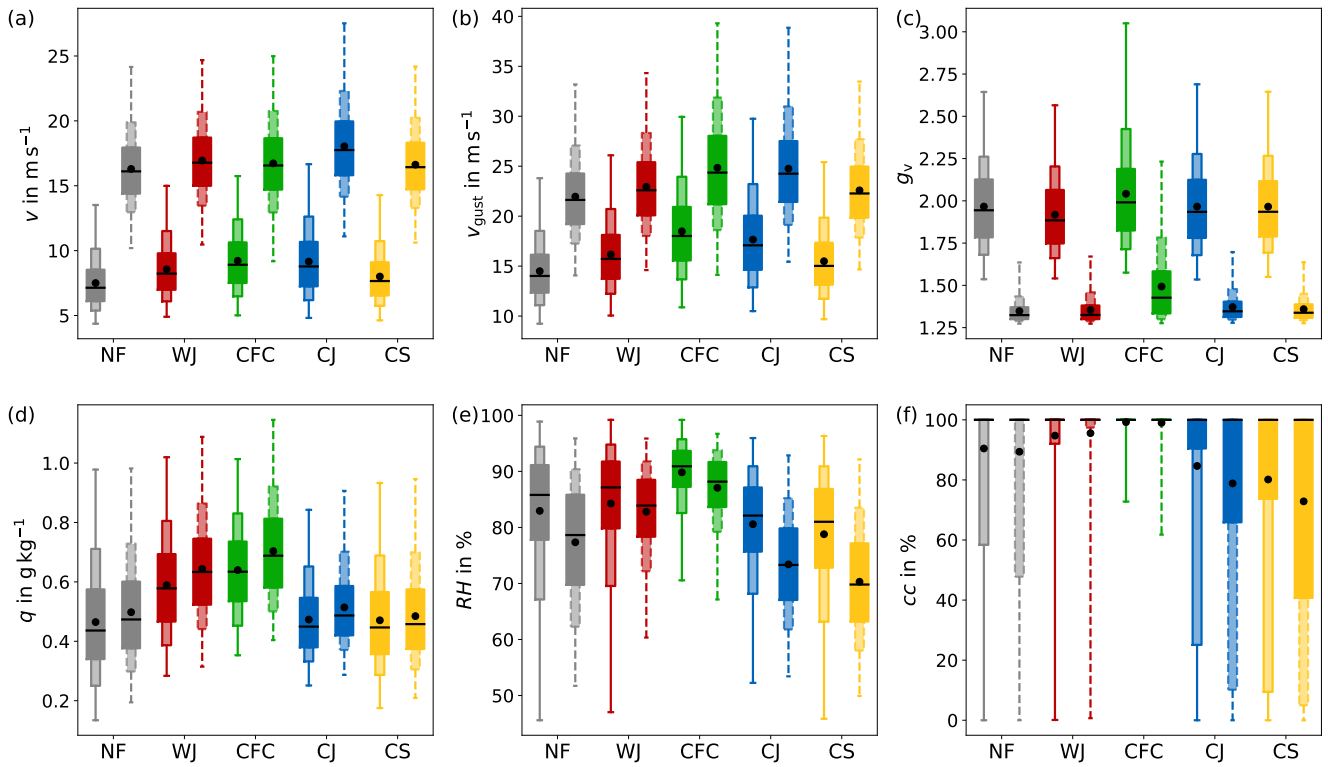 (a)
v in m s⁻¹
25
20
15
10
5
NF WJ CFC CJ CS
(b)
v_gust in m s⁻¹
40
35
30
25
20
15
10
NF WJ CFC CJ CS
(c)
g_v
3.00
2.75
2.50
2.25
2.00
1.75
1.50
1.25
NF WJ CFC CJ CS
(d)
q in g kg⁻¹
1.0
0.8
0.6
0.4
0.2
NF WJ CFC CJ CS
(e)
RH in %
100
90
80
70
60
50
NF WJ CFC CJ CS
(f)
cc in %
100
80
60
40
20
0
NF WJ CFC CJ CS